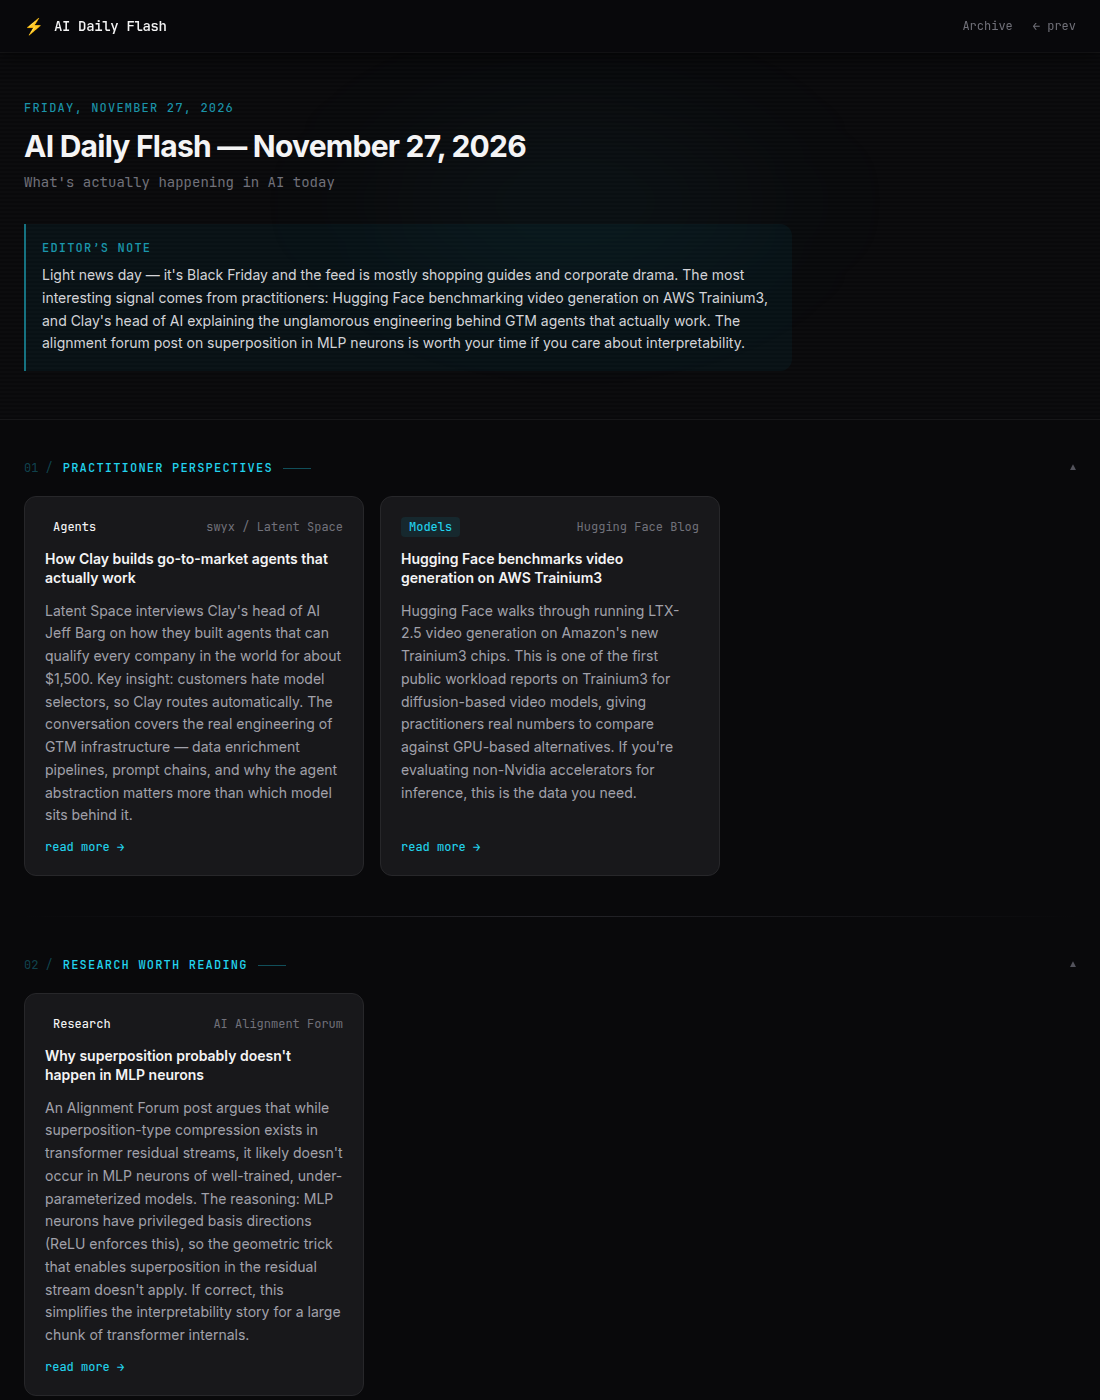 ⚡ AI Daily Flash
Archive ← prev
FRIDAY, NOVEMBER 27, 2026
AI Daily Flash — November 27, 2026
What's actually happening in AI today
EDITOR'S NOTE
Light news day — it's Black Friday and the feed is mostly shopping guides and corporate drama. The most
interesting signal comes from practitioners: Hugging Face benchmarking video generation on AWS Trainium3,
and Clay's head of AI explaining the unglamorous engineering behind GTM agents that actually work. The
alignment forum post on superposition in MLP neurons is worth your time if you care about interpretability.
01 / PRACTITIONER PERSPECTIVES
▲
Agents swyx / Latent Space
How Clay builds go-to-market agents that
actually work
Latent Space interviews Clay's head of AI
Jeff Barg on how they built agents that can
qualify every company in the world for about
$1,500. Key insight: customers hate model
selectors, so Clay routes automatically. The
conversation covers the real engineering of
GTM infrastructure — data enrichment
pipelines, prompt chains, and why the agent
abstraction matters more than which model
sits behind it.
read more →
Models Hugging Face Blog
Hugging Face benchmarks video
generation on AWS Trainium3
Hugging Face walks through running LTX-
2.5 video generation on Amazon's new
Trainium3 chips. This is one of the first
public workload reports on Trainium3 for
diffusion-based video models, giving
practitioners real numbers to compare
against GPU-based alternatives. If you're
evaluating non-Nvidia accelerators for
inference, this is the data you need.
read more →
02 / RESEARCH WORTH READING
▲
Research AI Alignment Forum
Why superposition probably doesn't
happen in MLP neurons
An Alignment Forum post argues that while
superposition-type compression exists in
transformer residual streams, it likely doesn't
occur in MLP neurons of well-trained, under-
parameterized models. The reasoning: MLP
neurons have privileged basis directions
(ReLU enforces this), so the geometric trick
that enables superposition in the residual
stream doesn't apply. If correct, this
simplifies the interpretability story for a large
chunk of transformer internals.
read more →